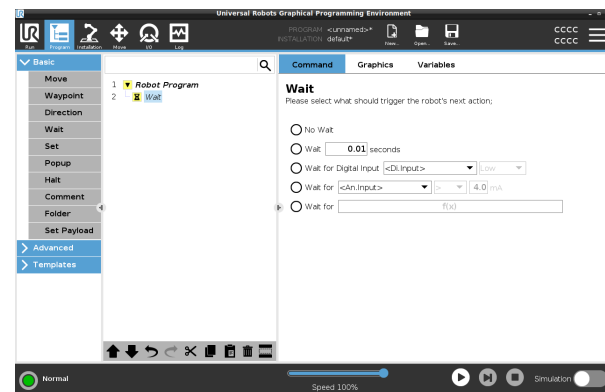 Universal Robots Graphical Programming Environment
UR
Run
Program
Installation
Move
I/O
Log
PROGRAM <unnamed>*
INSTALLATION default*
New...
Open...
Save...
cccc
cccc
Basic
Move
Waypoint
Direction
Wait
Set
Popup
Halt
Comment
Folder
Set Payload
Advanced
Templates
1 Robot Program
2 Wait
Command Graphics Variables
Wait
Please select what should trigger the robot's next action;
No Wait
Wait 0.01 seconds
Wait for Digital Input <Di.Input> Low
Wait for <An.Input> > 4.0 mA
Wait for f(x)
Normal
Speed 100%
Simulation